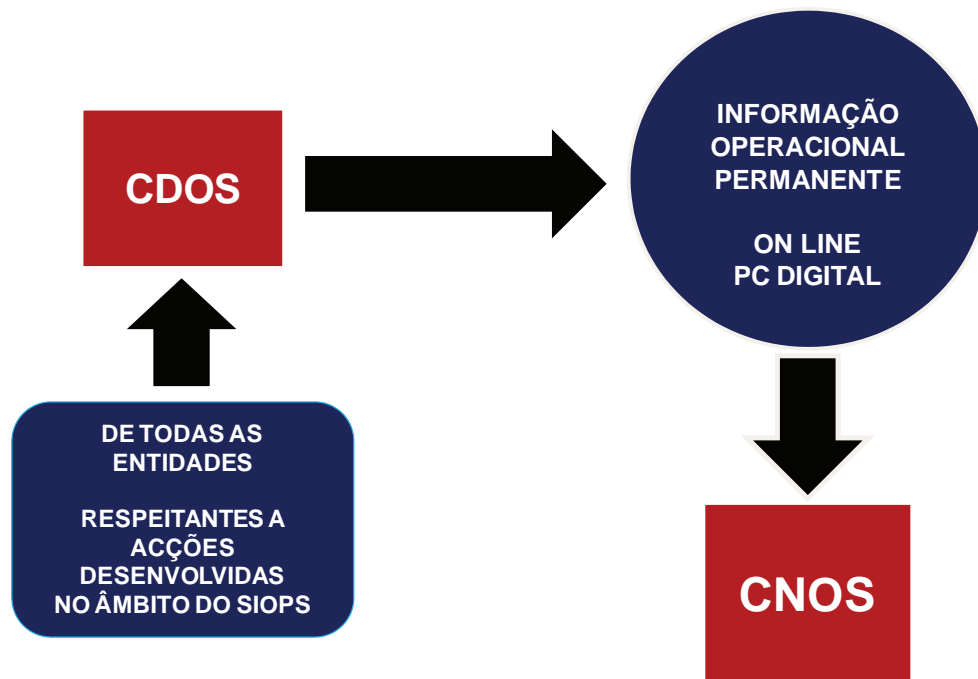 INFORMAÇÃO
OPERACIONAL
PERMANENTE
ON LINE
PC DIGITAL
CDOS
DE TODAS AS
ENTIDADES
RESPEITANTES A
ACÇÕES
DESENVOLVIDAS
NO ÂMBITO DO SIOPS
CNOS